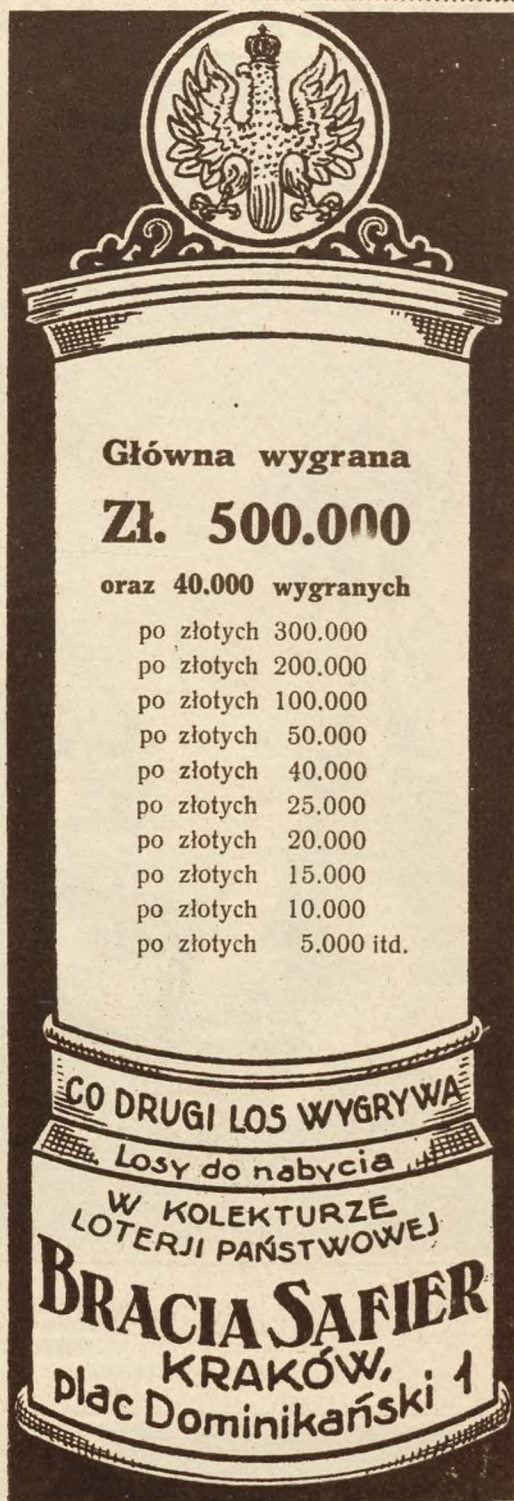 Główna wygrana
Zł. 500.000
oraz 40.000 wygranych
po złotych 300.000
po złotych 200.000
po złotych 100.000
po złotych 50.000
po złotych 40.000
po złotych 25.000
po złotych 20.000
po złotych 15.000
po złotych 10.000
po złotych 5.000 itd.
CO DRUGI LOS WYGRYWA
Losy do nabycia
W KOLEKTURZE
LOTERJI PAŃSTWOWEJ
BRACIA SAFIER
KRAKÓW,
plac Dominikański 1